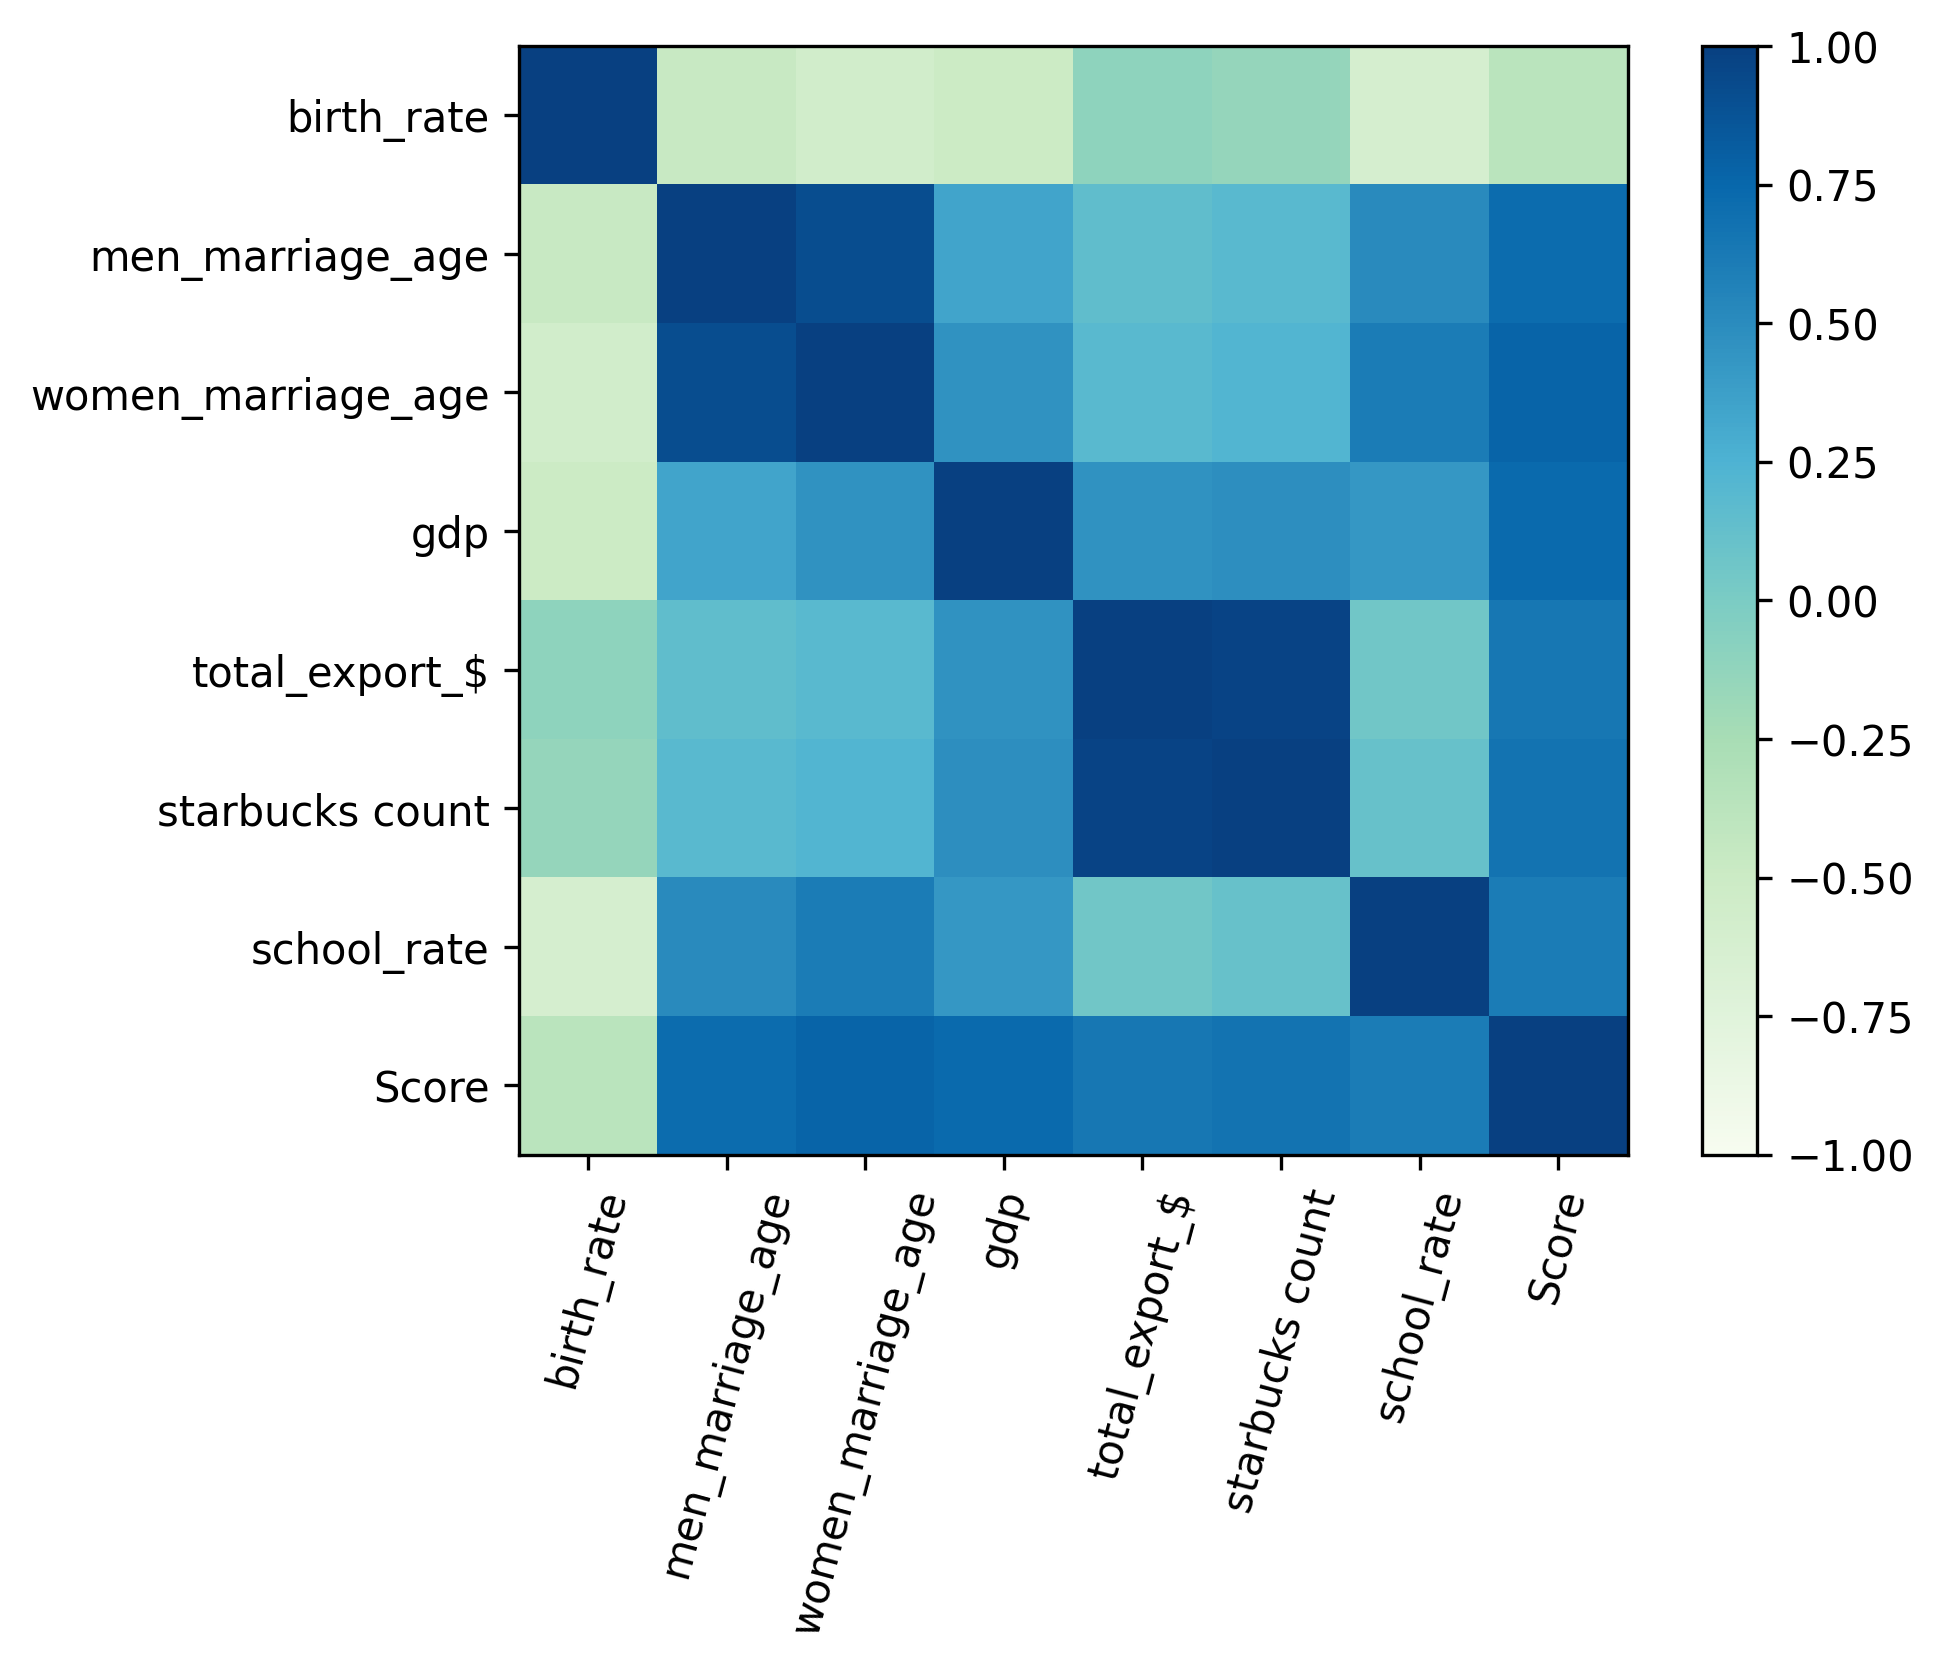 birth_rate
men_marriage_age
women_marriage_age
gdp
total_export_$
starbucks count
school_rate
Score
birth_rate
men_marriage_age
women_marriage_age
gdp
total_export_$
starbucks count
school_rate
Score
1.00
0.75
0.50
0.25
0.00
−0.25
−0.50
−0.75
−1.00